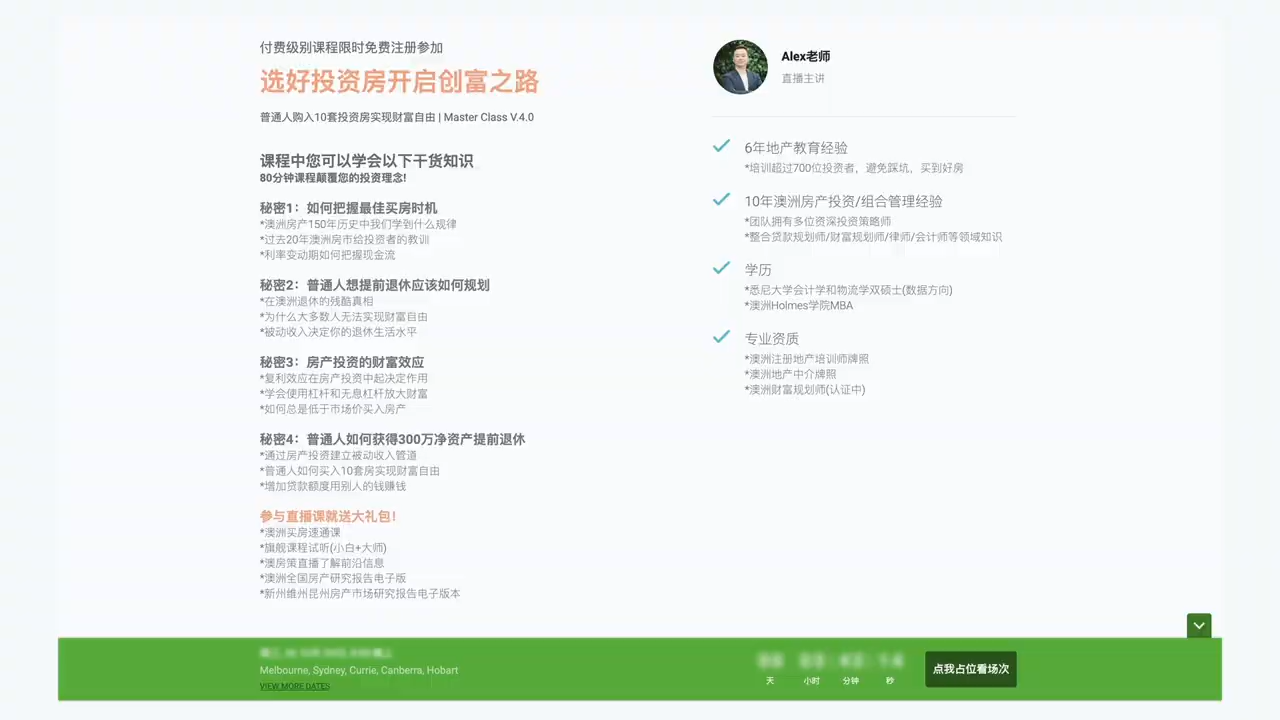 付费级别课程限时免费注册参加
选好投资房开启创富之路
普通人购入10套投资房实现财富自由 | Master Class V.4.0
课程中您可以学会以下干货知识
80分钟课程颠覆您的投资理念!
秘密1：如何把握最佳买房时机
*澳洲房产150年历史中我们学到什么规律
*过去20年澳洲房市给投资者的教训
*利率变动期如何把握现金流
秘密2：普通人想提前退休应该如何规划
*在澳洲退休的残酷真相
*为什么大多数人无法实现财富自由
*被动收入决定你的退休生活水平
秘密3：房产投资的财富效应
*复利效应在房产投资中起决定作用
*学会使用杠杆和无息杠杆放大财富
*如何总是低于市场价买入房产
秘密4：普通人如何获得300万净资产提前退休
*通过房产投资建立被动收入管道
*普通人如何买入10套房实现财富自由
*增加贷款额度用别人的钱赚钱
参与直播课就送大礼包!
*澳洲买房速通课
*旗舰课程试听(小白+大师)
*澳房策直播了解前沿信息
*澳洲全国房产研究报告电子版
*新州维州昆州房产市场研究报告电子版本
Alex老师
直播主讲
6年地产教育经验
*培训超过700位投资者，避免踩坑，买到好房
10年澳洲房产投资/组合管理经验
*团队拥有多位资深投资策略师
*整合贷款规划师/财富规划师/律师/会计师等领域知识
学历
*悉尼大学会计学和物流学双硕士(数据方向)
*澳洲Holmes学院MBA
专业资质
*澳洲注册地产培训师牌照
*澳洲地产中介牌照
*澳洲财富规划师(认证中)
Melbourne, Sydney, Currie, Canberra, Hobart
VIEW MORE DATES
天 小时 分钟 秒
点我占位看场次